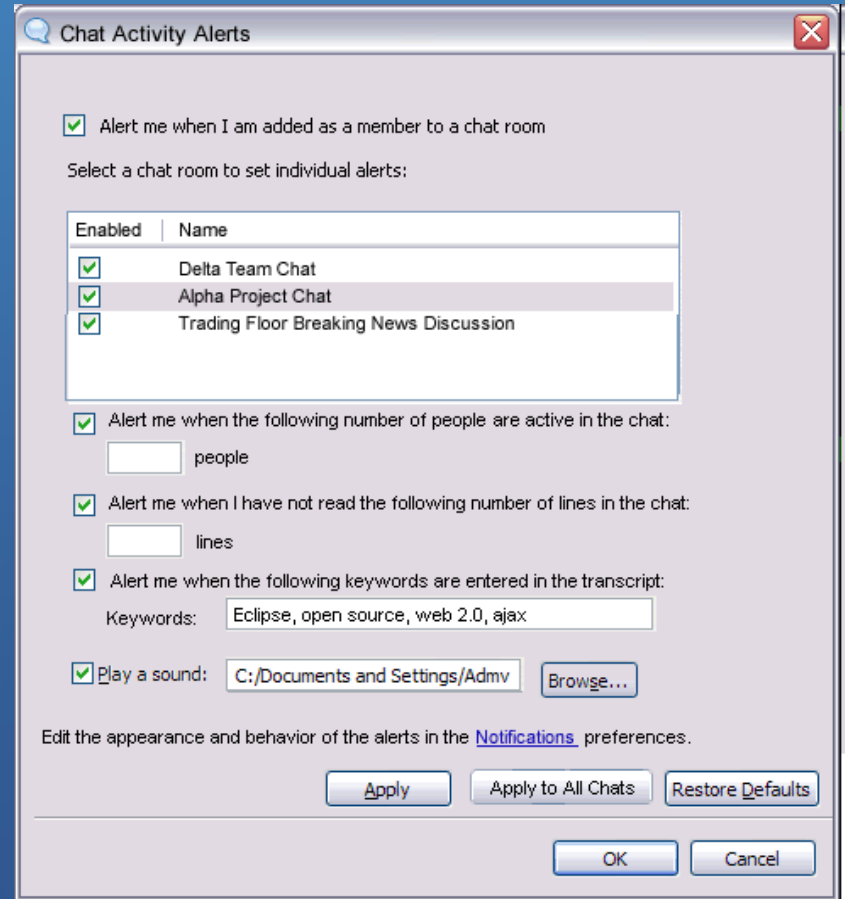 Chat Activity Alerts
Alert me when I am added as a member to a chat room
Select a chat room to set individual alerts:
Enabled Name
Delta Team Chat
Alpha Project Chat
Trading Floor Breaking News Discussion
Alert me when the following number of people are active in the chat:
people
Alert me when I have not read the following number of lines in the chat:
lines
Alert me when the following keywords are entered in the transcript:
Keywords: Eclipse, open source, web 2.0, ajax
Play a sound: C:/Documents and Settings/Admv Browse...
Edit the appearance and behavior of the alerts in the Notifications preferences.
Apply Apply to All Chats Restore Defaults
OK Cancel